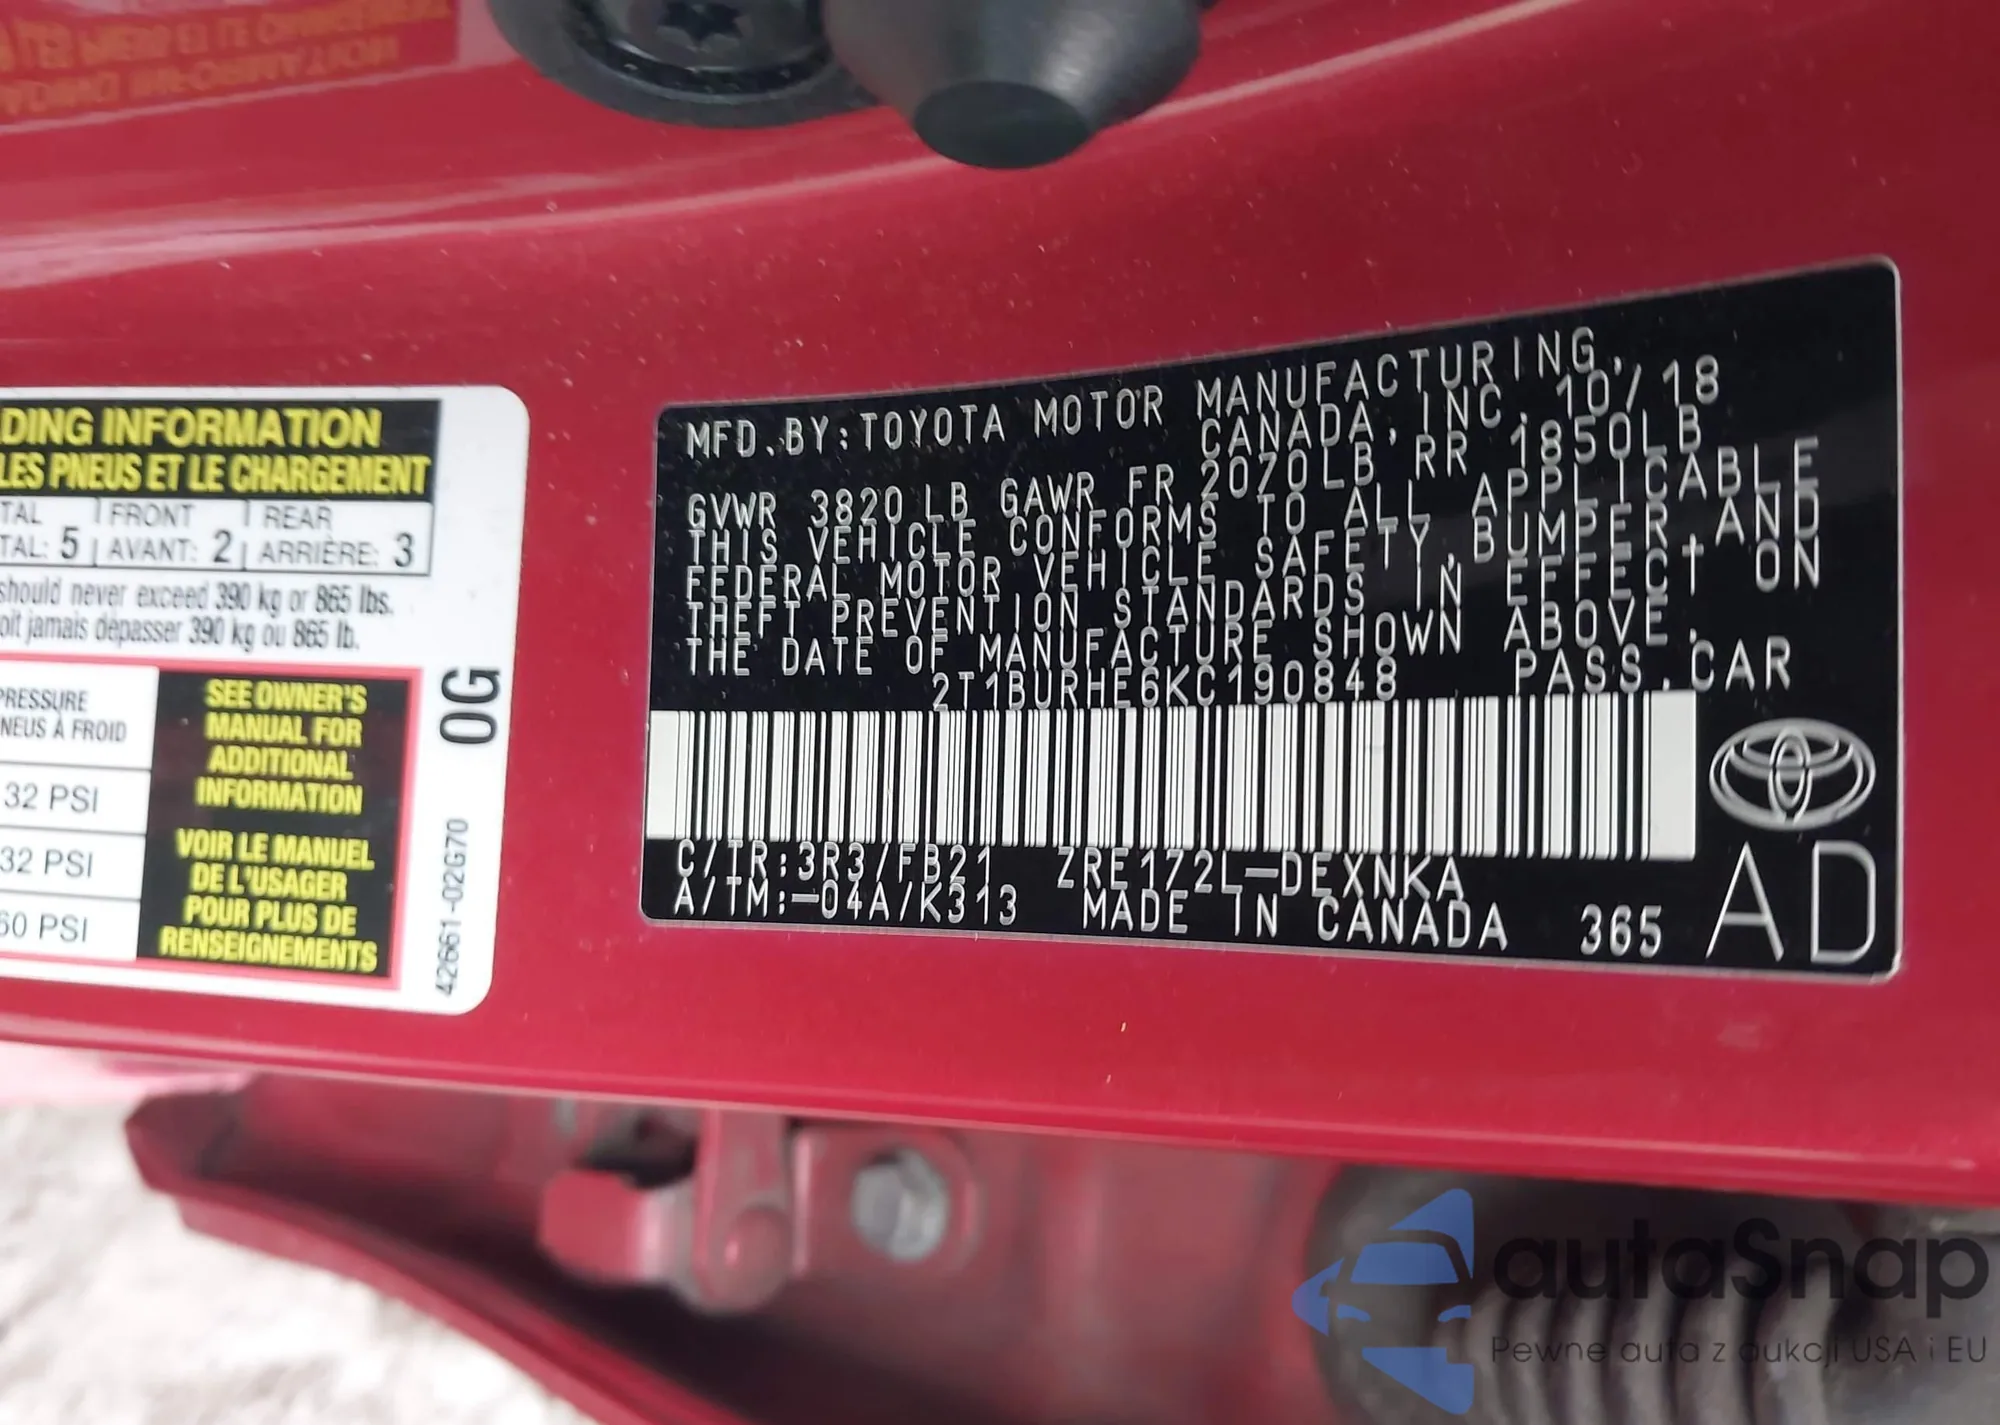 DING INFORMATION
LES PNEUS ET LE CHARGEMENT
TAL FRONT REAR
TAL: 5 AVANT: 2 ARRIÈRE: 3
should never exceed 390 kg or 865 lbs.
oit jamais dépasser 390 kg ou 865 lb.
PRESSURE
NEUS À FROID
32 PSI
32 PSI
60 PSI
SEE OWNER'S
MANUAL FOR
ADDITIONAL
INFORMATION
VOIR LE MANUEL
DE L'USAGER
POUR PLUS DE
RENSEIGNEMENTS
0G
42661-02G70
MFD.BY:TOYOTA MOTOR MANUFACTURING,
CANADA, INC. 10/18
GVWR 3820 LB GAWR FR 2070LB RR 1850LB
THIS VEHICLE CONFORMS TO ALL APPLICABLE
FEDERAL MOTOR VEHICLE SAFETY, BUMPER AND
THEFT PREVENTION STANDARDS IN EFFECT ON
THE DATE OF MANUFACTURE SHOWN ABOVE.
2T1BURHE6KC190848 PASS.CAR
C/TR:3R3/FB21 ZRE172L-DEXNKA
A/TM:-04A/K313 MADE IN CANADA 365
AD
autaSnap
Pewne auta z aukcji USA i EU